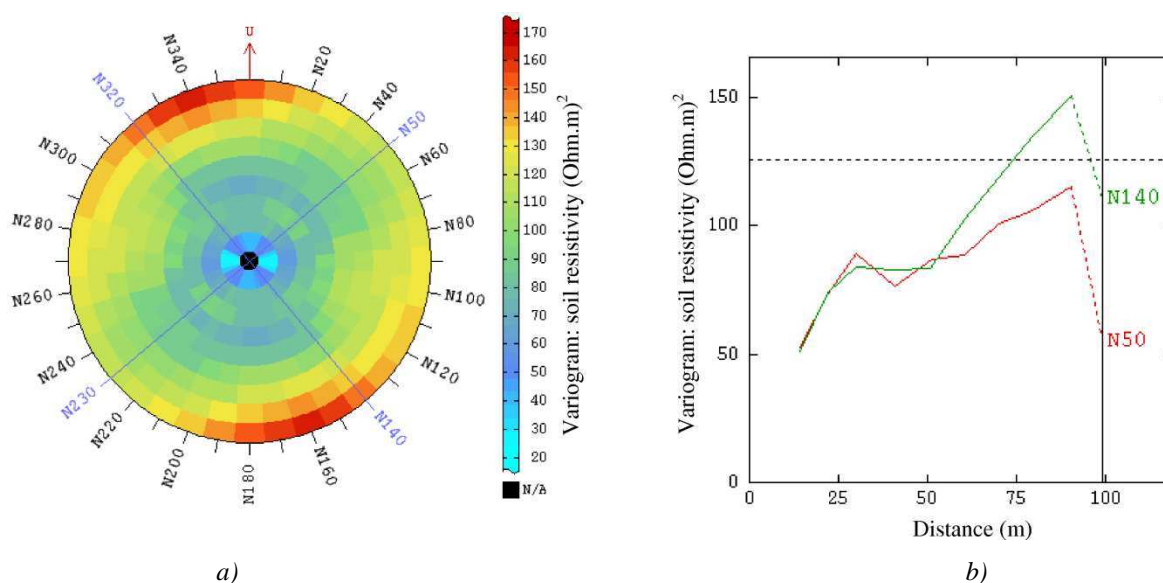 U
N20
N40
N50
N60
N80
N100
N120
N140
N160
N180
N200
N220
N230
N240
N260
N280
N300
N320
N340
170
160
150
140
130
120
110
100
90
80
70
60
50
40
30
20
N/A
Variogram: soil resistivity (Ohm.m)²
a)
Variogram: soil resistivity (Ohm.m)²
150
100
50
0
0
25
50
75
100
N140
N50
Distance (m)
b)